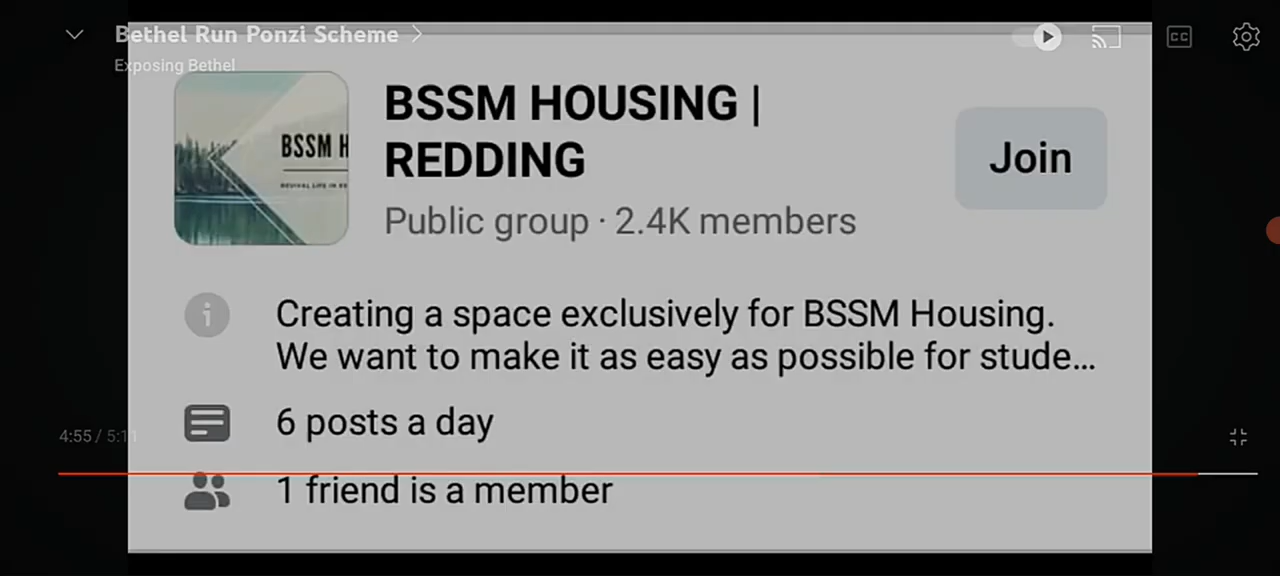 Bethel Run Ponzi Scheme
Exposing Bethel
CC
BSSM HOUSING |
REDDING
Join
Public group · 2.4K members
BSSM H
Creating a space exclusively for BSSM Housing.
We want to make it as easy as possible for stude...
6 posts a day
4:55 / 5:11
1 friend is a member